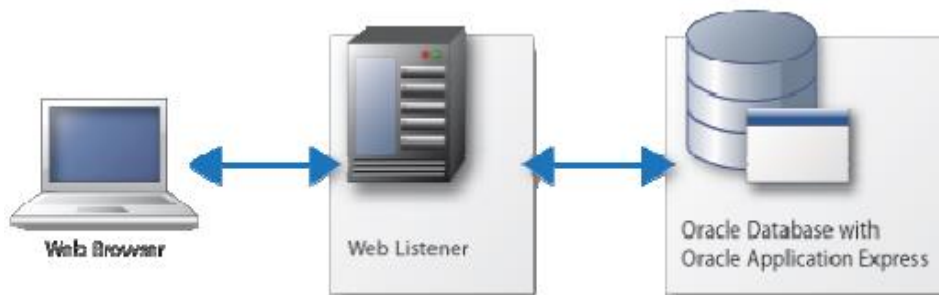 Web Browser
Web Listener
Oracle Database with
Oracle Application Express